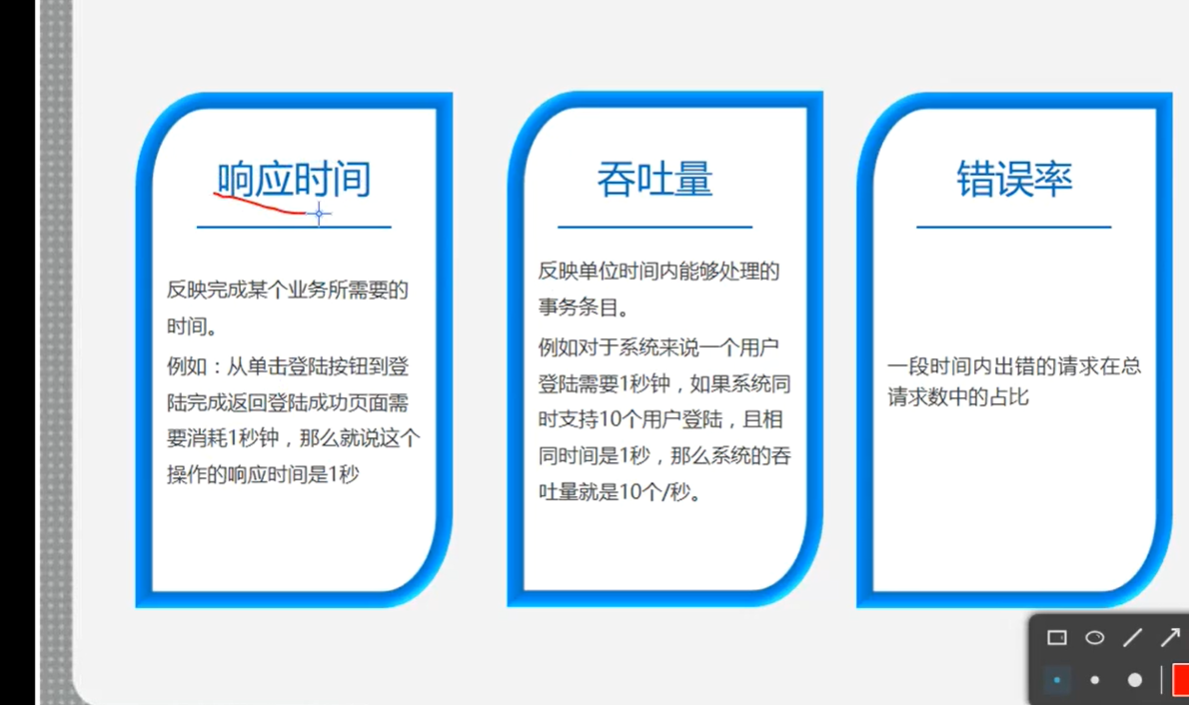 响应时间
反映完成某个业务所需要的
时间。
例如：从单击登陆按钮到登
陆完成返回登陆成功页面需
要消耗1秒钟，那么就说这个
操作的响应时间是1秒
吞吐量
反映单位时间内能够处理的
事务条目。
例如对于系统来说一个用户
登陆需要1秒钟，如果系统同
时支持10个用户登陆，且相
同时间是1秒，那么系统的吞
吐量就是10个/秒。
错误率
一段时间内出错的请求在总
请求数中的占比